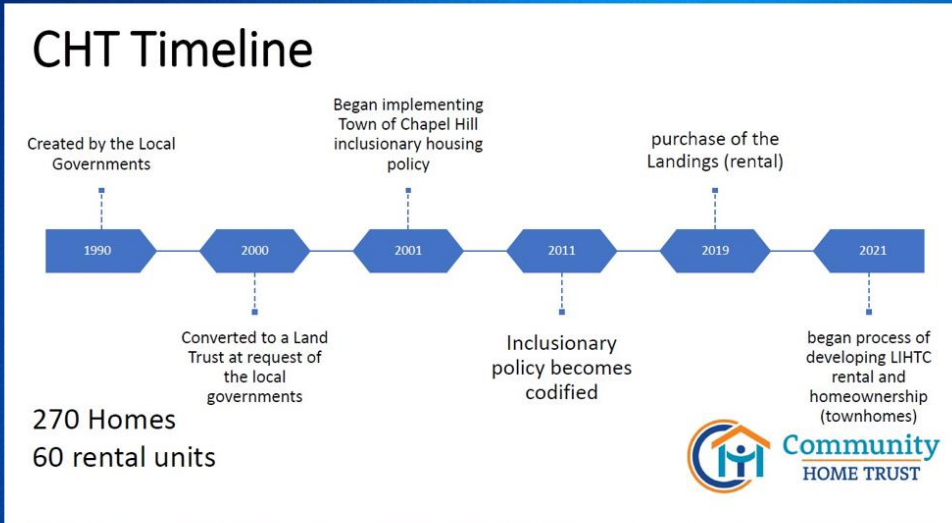 CHT Timeline
Created by the Local
Governments
Began implementing
Town of Chapel Hill
inclusionary housing
policy
purchase of the
Landings (rental)
1990
2000
2001
2011
2019
2021
Converted to a Land
Trust at request of
the local
governments
Inclusionary
policy becomes
codified
began process of
developing LIHTC
rental and
homeownership
(townhomes)
270 Homes
60 rental units
Community
HOME TRUST